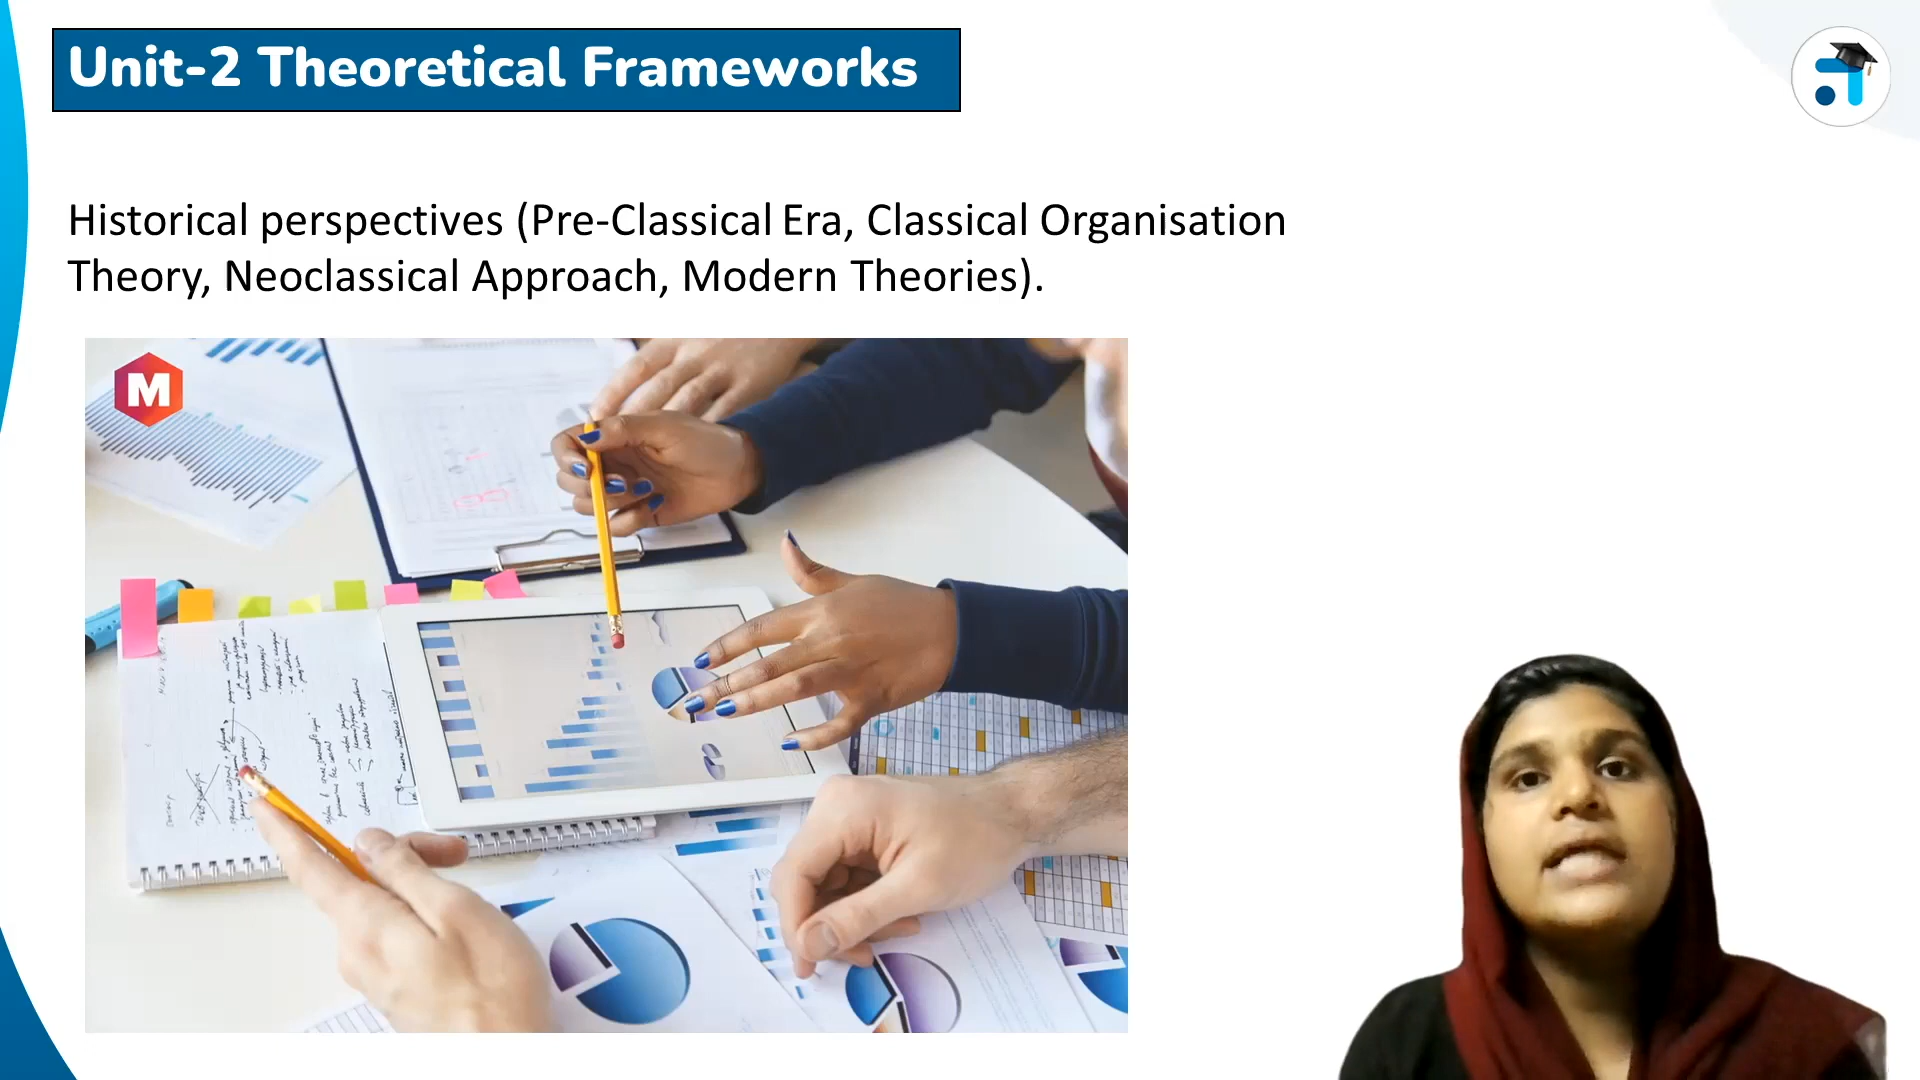 Unit-2 Theoretical Frameworks
Historical perspectives (Pre-Classical Era, Classical Organisation
Theory, Neoclassical Approach, Modern Theories).
M